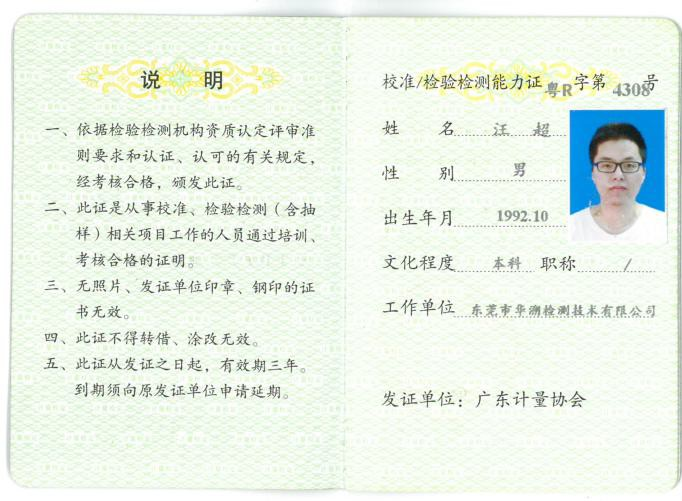 说 明
一、依据检验检测机构资质认定评审准
则要求和认证、认可的有关规定，
经考核合格，颁发此证。
二、此证是从事校准、检验检测（含抽
样）相关项目工作的人员通过培训、
考核合格的证明。
三、无照片、发证单位印章、钢印的证
书无效。
四、此证不得转借、涂改无效。
五、此证从发证之日起，有效期三年。
到期须向原发证单位申请延期。
校准/检验检测能力证粤R字第4308号
姓 名 汪 超
性 别 男
出生年月 1992.10
文化程度 本科 职称 /
工作单位 东莞市华溯检测技术有限公司
发证单位：广东计量协会